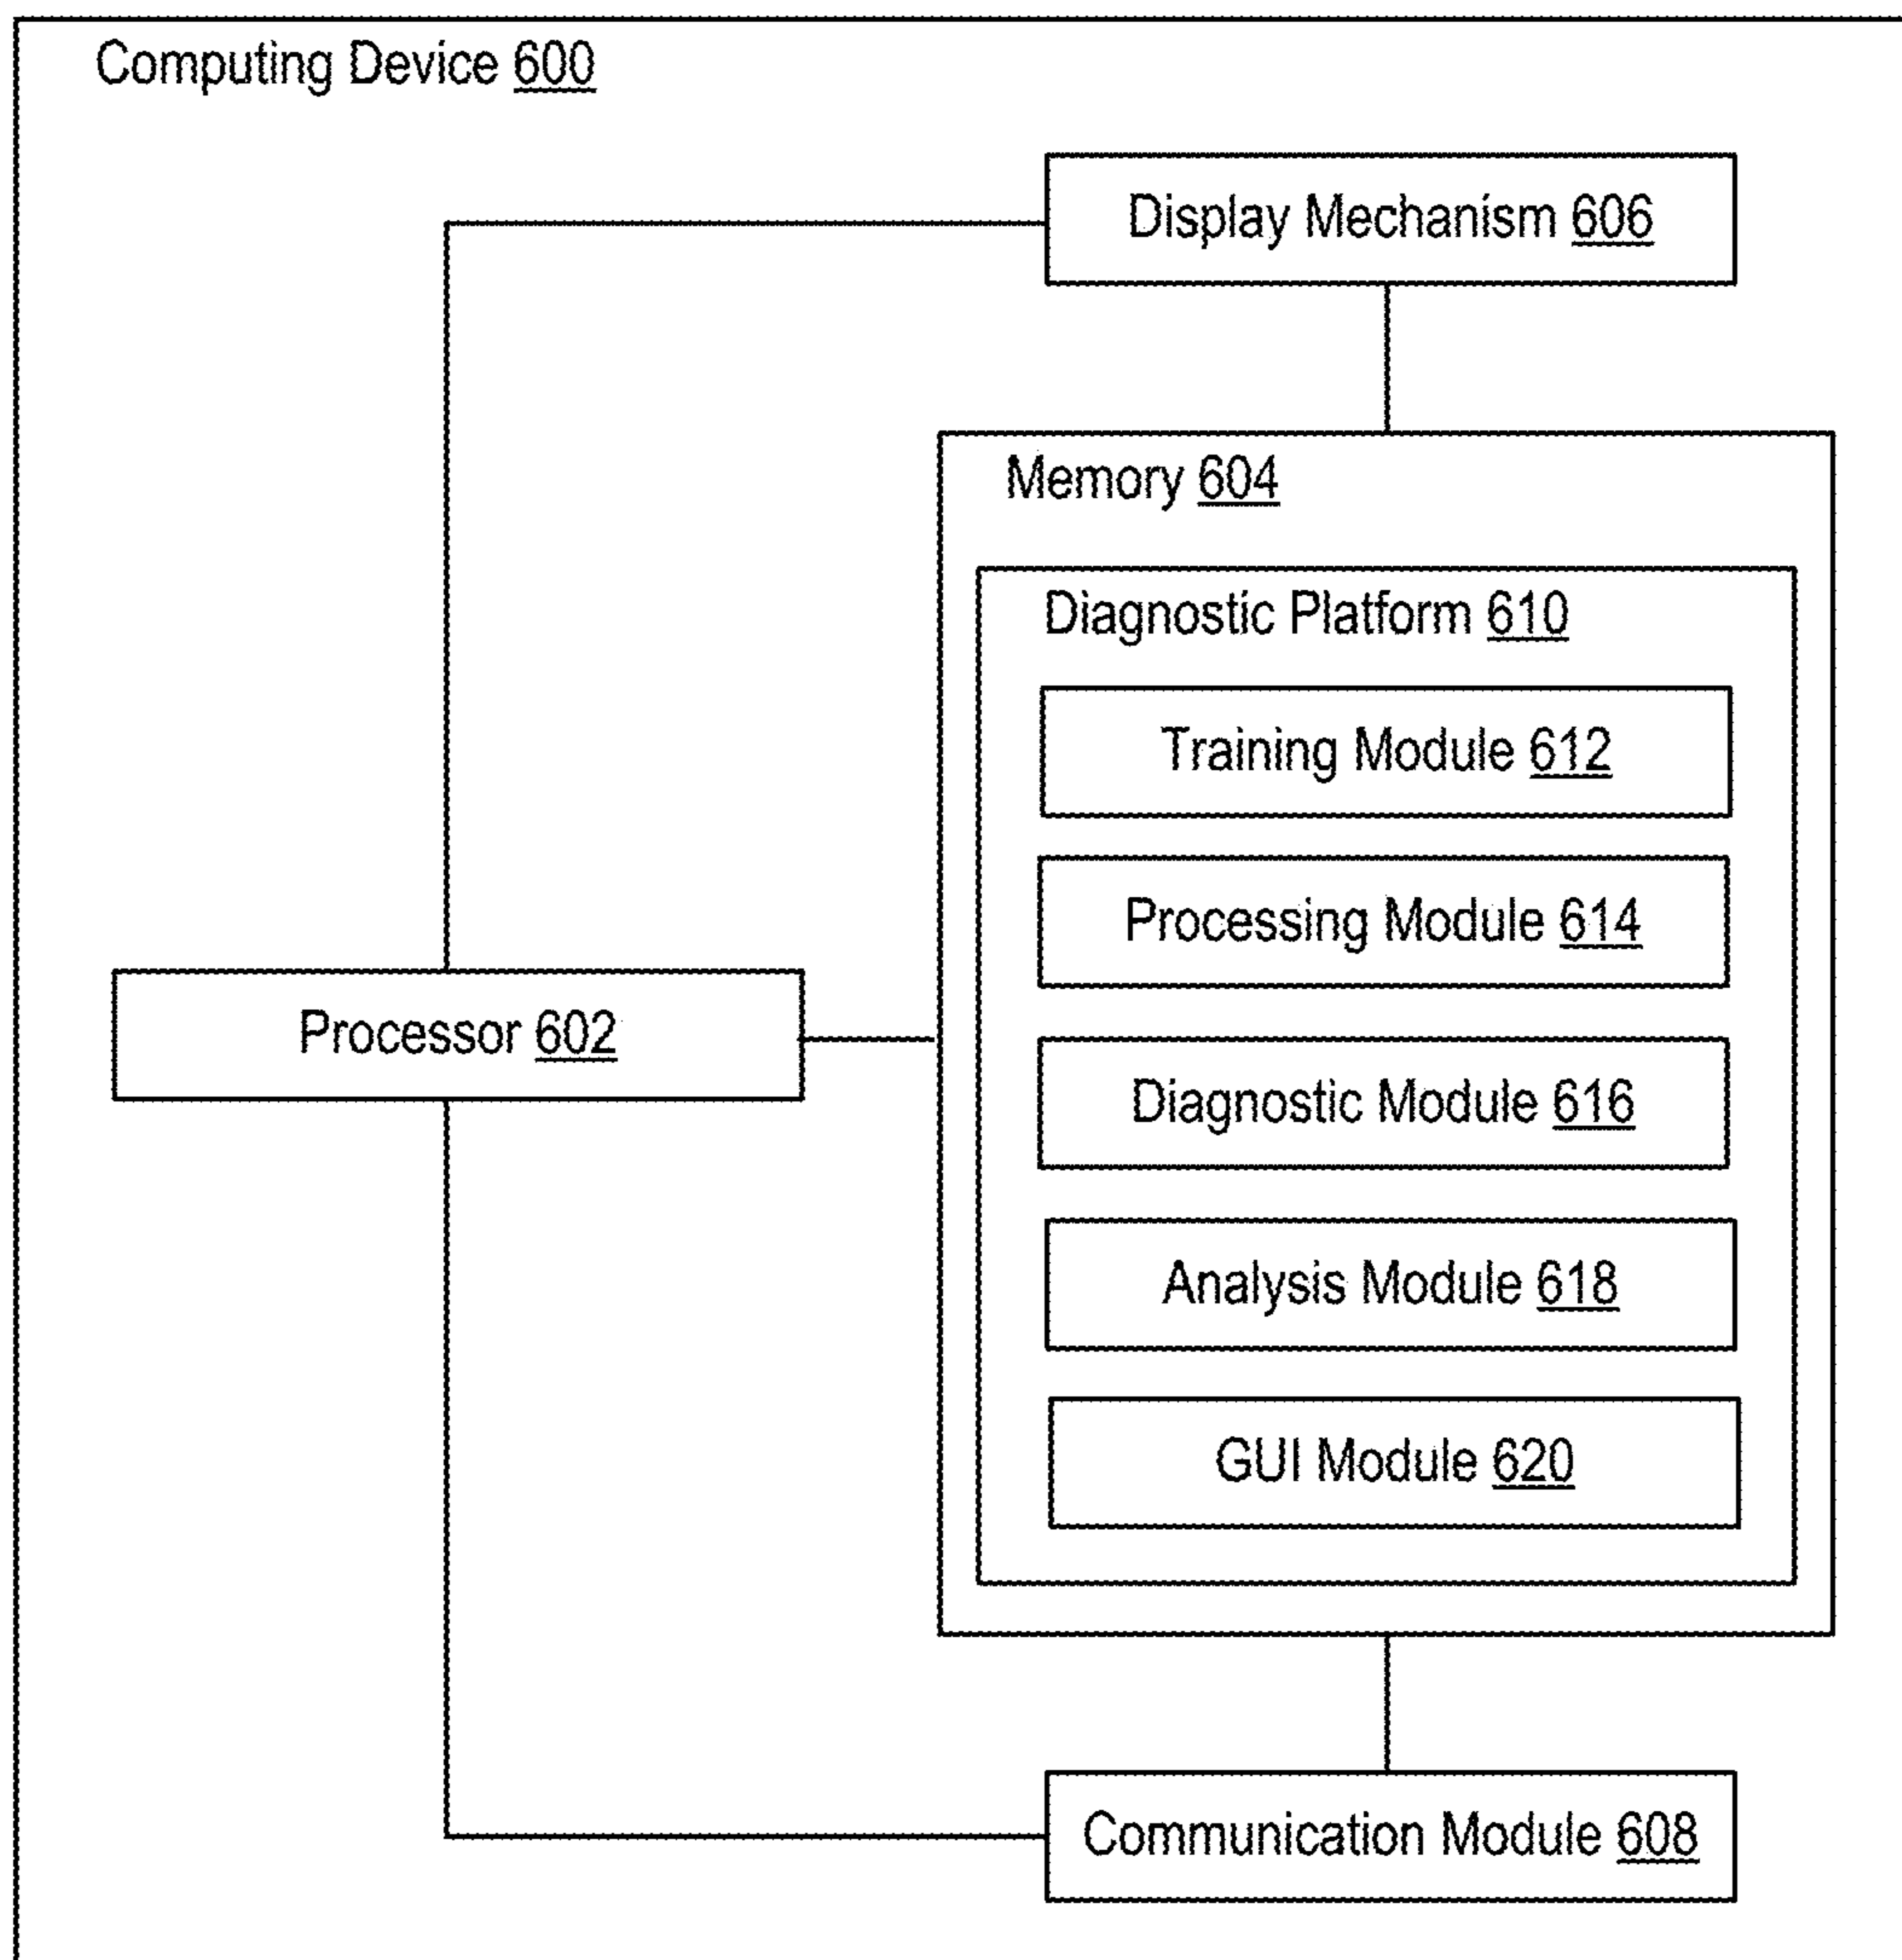 Computing Device 600
Display Mechanism 606
Memory 604
Diagnostic Platform 610
Training Module 612
Processing Module 614
Processor 602
Diagnostic Module 616
Analysis Module 618
GUI Module 620
Communication Module 608